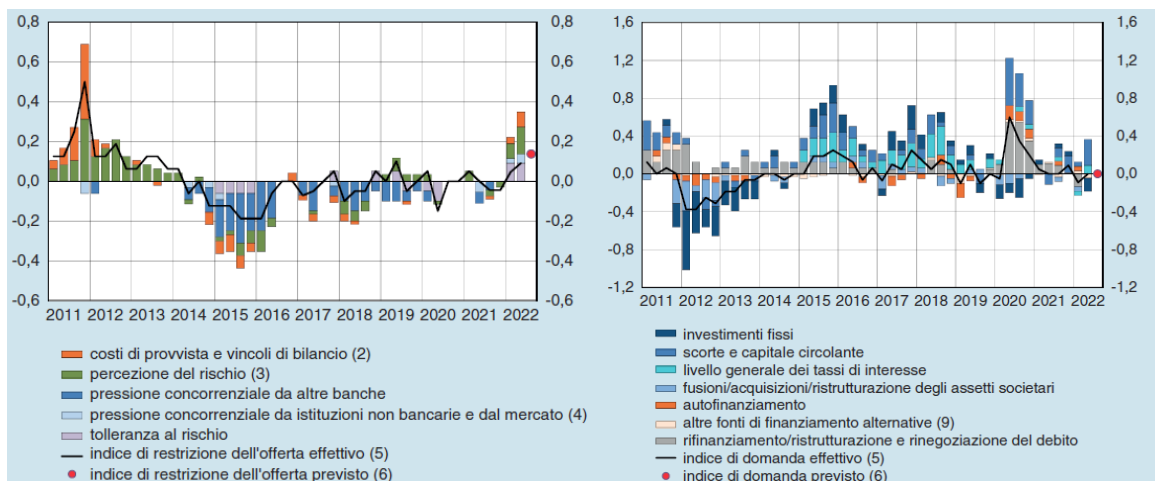 0,8 0,8 1,6 1,6
0,6 0,6 1,2 1,2
0,4 0,4 0,8 0,8
0,2 0,2 0,4 0,4
0,0 0,0 0,0 0,0
-0,2 -0,2 -0,4 -0,4
-0,4 -0,4 -0,8 -0,8
-0,6 -0,6 -1,2 -1,2
2011 2012 2013 2014 2015 2016 2017 2018 2019 2020 2021 2022
2011 2012 2013 2014 2015 2016 2017 2018 2019 2020 2021 2022
costi di provvista e vincoli di bilancio (2)
percezione del rischio (3)
pressione concorrenziale da altre banche
pressione concorrenziale da istituzioni non bancarie e dal mercato (4)
tolleranza al rischio
indice di restrizione dell'offerta effettivo (5)
indice di restrizione dell'offerta previsto (6)
investimenti fissi
scorte e capitale circolante
livello generale dei tassi di interesse
fusioni/acquisizioni/ristrutturazione degli assetti societari
autofinanziamento
altre fonti di finanziamento alternative (9)
rifinanziamento/ristrutturazione e rinegoziazione del debito
indice di domanda effettivo (5)
indice di domanda previsto (6)